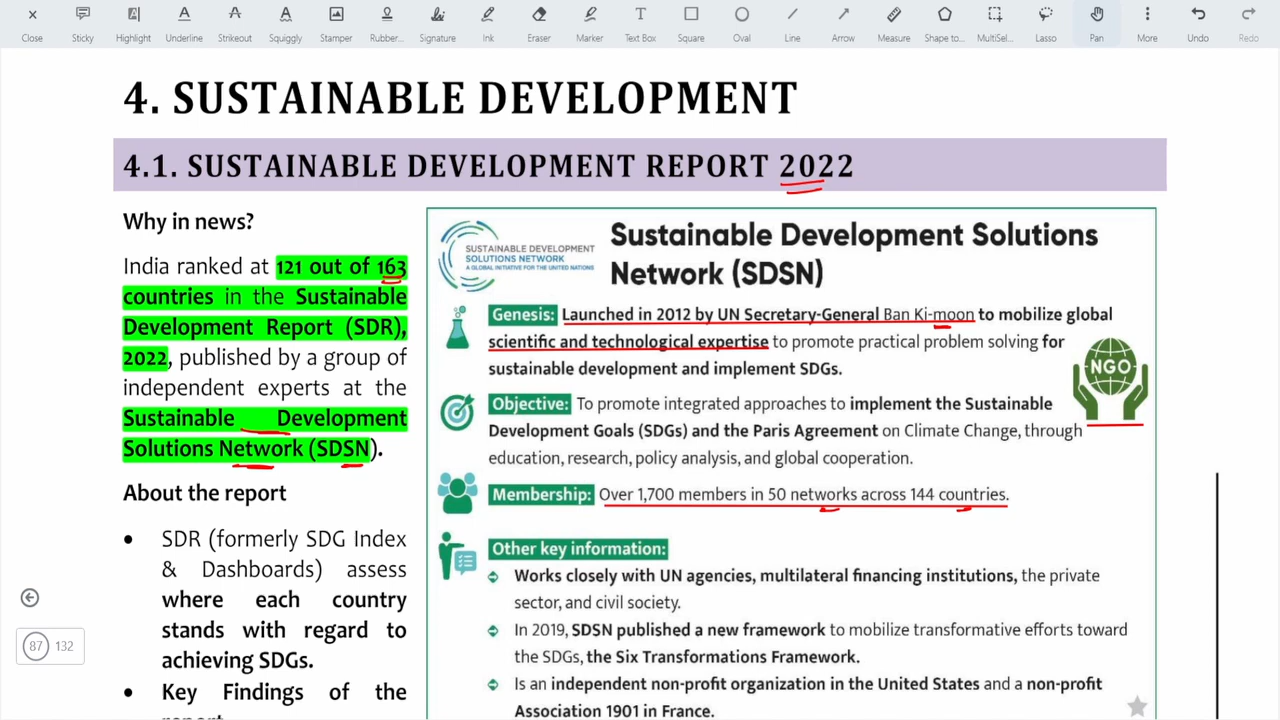 Close Sticky Highlight Underline Strikeout Squiggly Stamper Rubber... Signature Ink Eraser Marker Text Box Square Oval Line Arrow Measure Shape to... MultiSel... Lasso Pan More Undo Redo
4. SUSTAINABLE DEVELOPMENT
4.1. SUSTAINABLE DEVELOPMENT REPORT 2022
Why in news?
India ranked at 121 out of 163
countries in the Sustainable
Development Report (SDR),
2022, published by a group of
independent experts at the
Sustainable Development
Solutions Network (SDSN).
About the report
• SDR (formerly SDG Index
& Dashboards) assess
where each country
stands with regard to
achieving SDGs.
• Key Findings of the
report
87 132
SUSTAINABLE DEVELOPMENT
SOLUTIONS NETWORK
A GLOBAL INITIATIVE FOR THE UNITED NATIONS
Sustainable Development Solutions
Network (SDSN)
Genesis: Launched in 2012 by UN Secretary-General Ban Ki-moon to mobilize global
scientific and technological expertise to promote practical problem solving for
sustainable development and implement SDGs.
NGO
Objective: To promote integrated approaches to implement the Sustainable
Development Goals (SDGs) and the Paris Agreement on Climate Change, through
education, research, policy analysis, and global cooperation.
Membership: Over 1,700 members in 50 networks across 144 countries.
Other key information:
Works closely with UN agencies, multilateral financing institutions, the private
sector, and civil society.
In 2019, SDSN published a new framework to mobilize transformative efforts toward
the SDGs, the Six Transformations Framework.
Is an independent non-profit organization in the United States and a non-profit
Association 1901 in France.